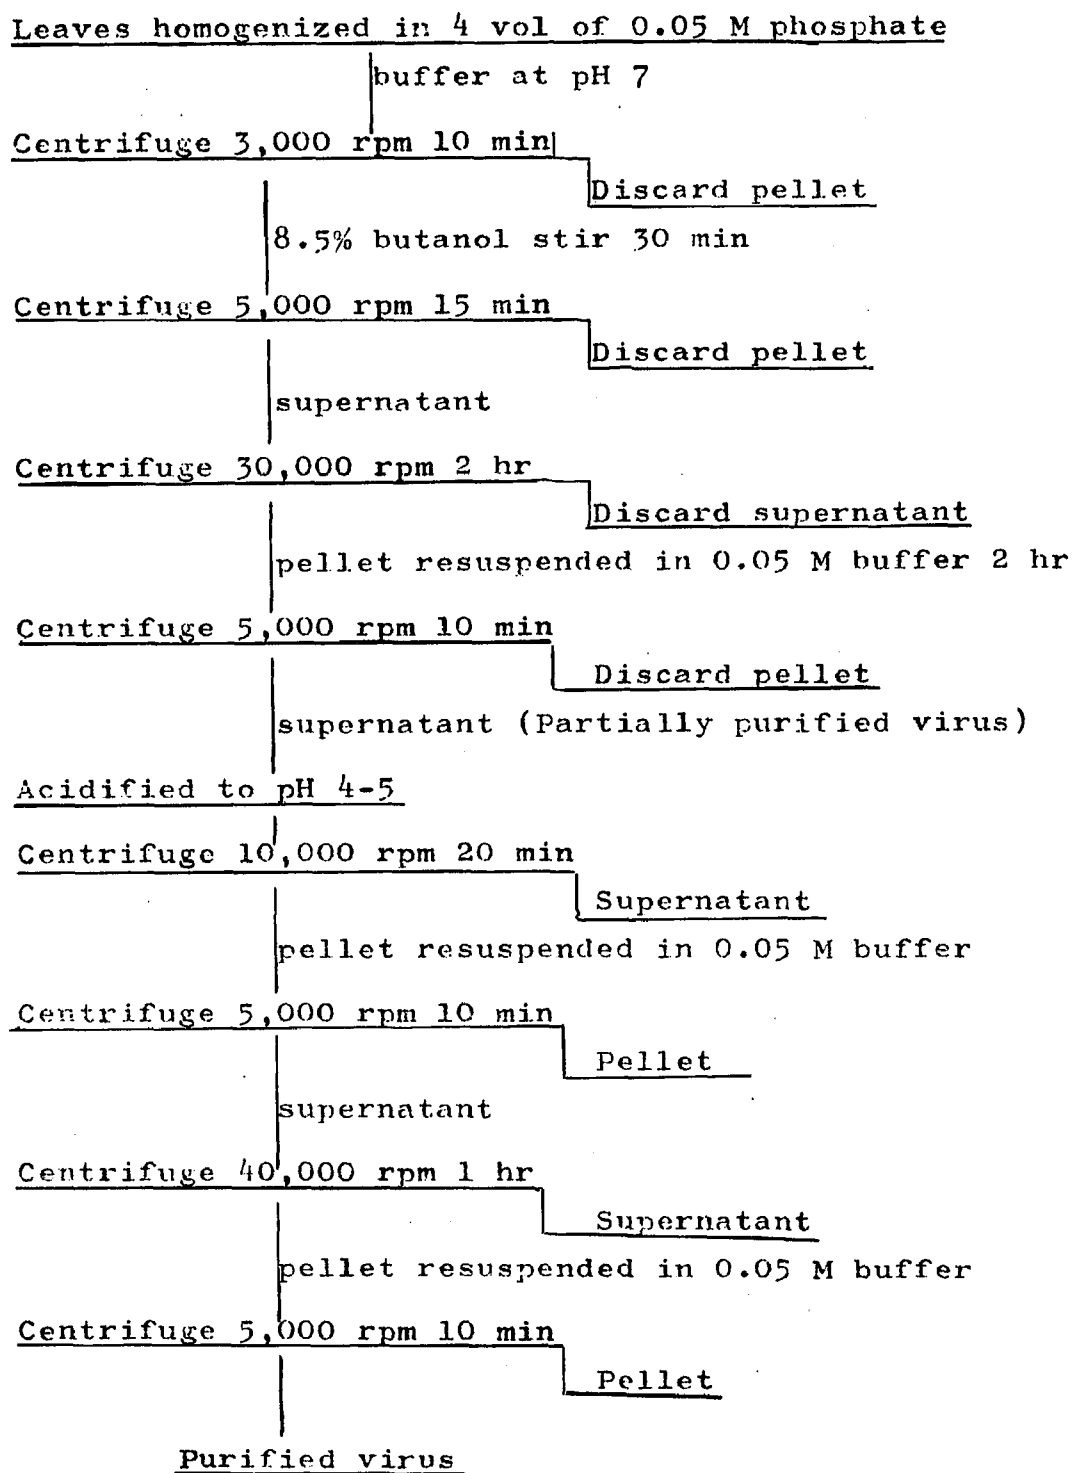 Leaves homogenized in 4 vol of 0.05 M phosphate
buffer at pH 7
Centrifuge 3,000 rpm 10 min
Discard pellet
8.5% butanol stir 30 min
Centrifuge 5,000 rpm 15 min
Discard pellet
supernatant
Centrifuge 30,000 rpm 2 hr
Discard supernatant
pellet resuspended in 0.05 M buffer 2 hr
Centrifuge 5,000 rpm 10 min
Discard pellet
supernatant (Partially purified virus)
Acidified to pH 4-5
Centrifuge 10,000 rpm 20 min
Supernatant
pellet resuspended in 0.05 M buffer
Centrifuge 5,000 rpm 10 min
Pellet
supernatant
Centrifuge 40,000 rpm 1 hr
Supernatant
pellet resuspended in 0.05 M buffer
Centrifuge 5,000 rpm 10 min
Pellet
Purified virus